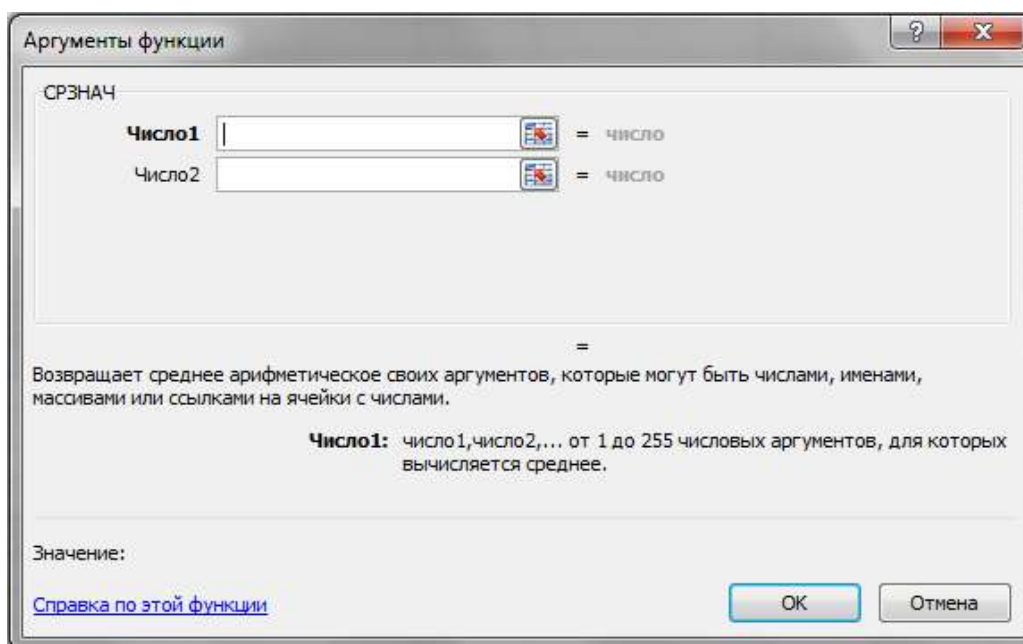 Аргументы функции
СРЗНАЧ
Число1 = число
Число2 = число
=
Возвращает среднее арифметическое своих аргументов, которые могут быть числами, именами,
массивами или ссылками на ячейки с числами.
Число1: число1,число2,... от 1 до 255 числовых аргументов, для которых
вычисляется среднее.
Значение:
Справка по этой функции
ОК Отмена